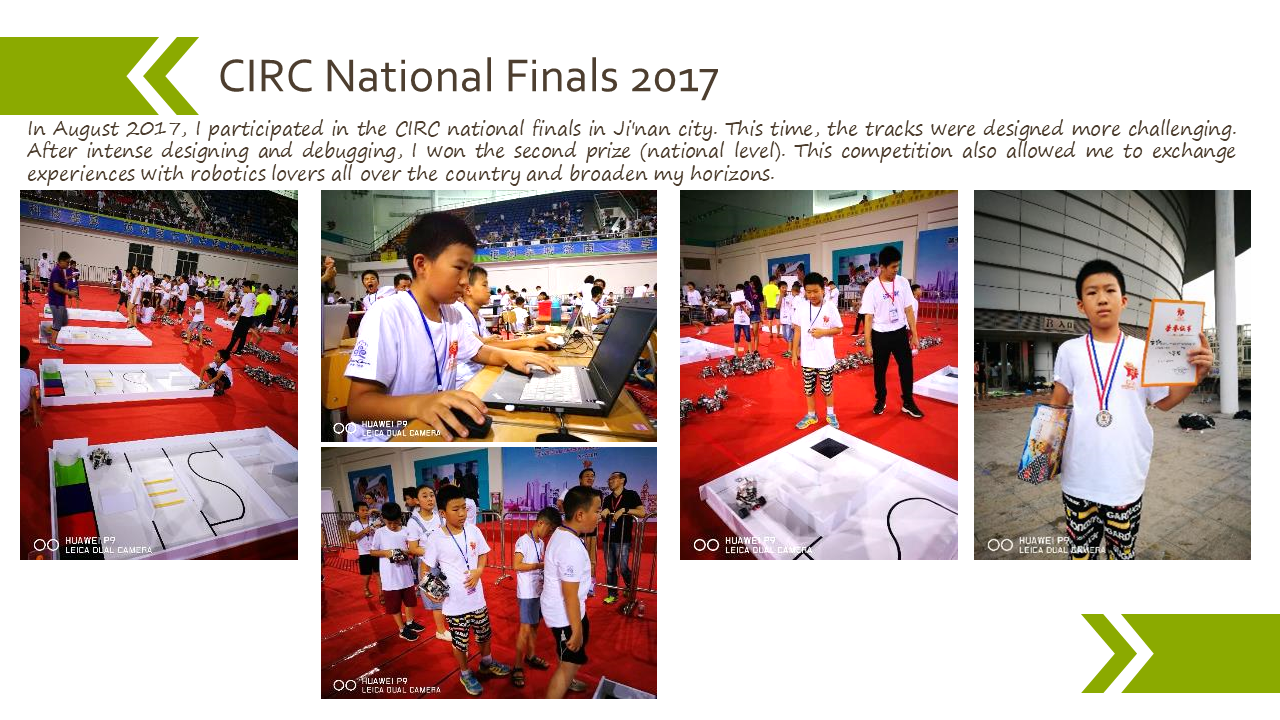 CIRC National Finals 2017
In August 2017, I participated in the CIRC national finals in Ji'nan city. This time, the tracks were designed more challenging.
After intense designing and debugging, I won the second prize (national level). This competition also allowed me to exchange
experiences with robotics lovers all over the country and broaden my horizons.
HUAWEI P9
LEICA DUAL CAMERA
HUAWEI P9
LEICA DUAL CAMERA
HUAWEI P9
LEICA DUAL CAMERA
HUAWEI P9
LEICA DUAL CAMERA
HUAWEI P9
LEICA DUAL CAMERA